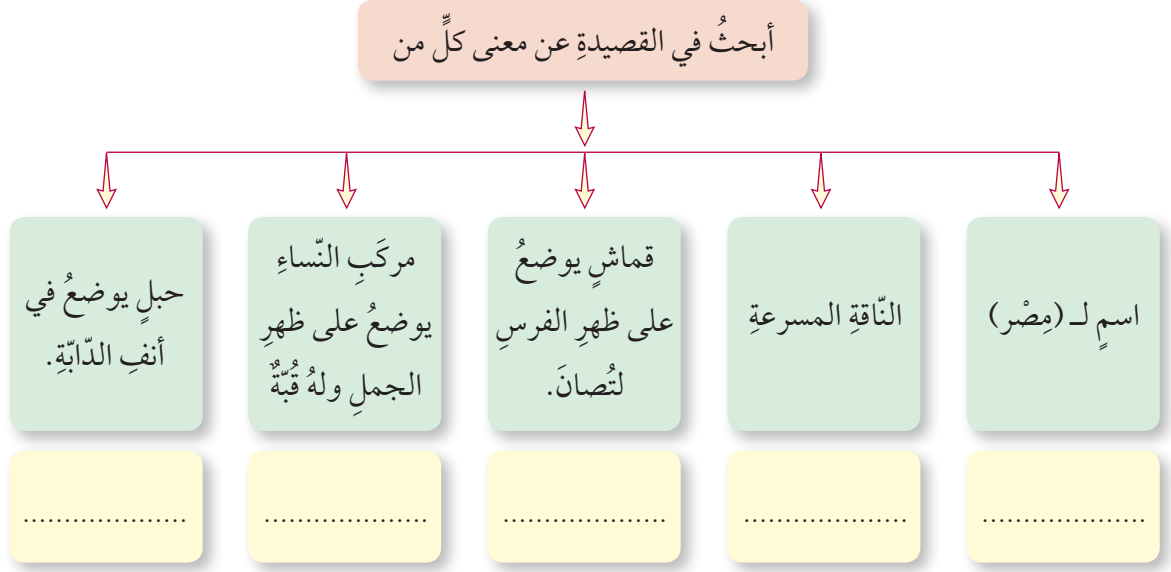 أبحثُ في القصيدةِ عن معنى كلٍّ من
اسمٍ لـ (مِصْر)
النّاقةِ المسرعةِ
قماشٍ يوضعُ
على ظهرِ الفرسِ
لتُصانَ.
مركَبِ النّساءِ
يوضعُ على ظهرِ
الجملِ ولهُ قُبّةٌ
حبلٍ يوضعُ في
أنفِ الدّابّةِ.
....................
....................
....................
....................
....................